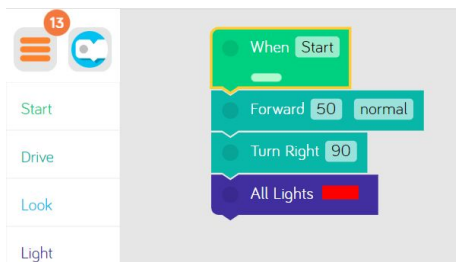 13
When Start
Start
Forward 50 normal
Drive
Turn Right 90
Look
All Lights
Light